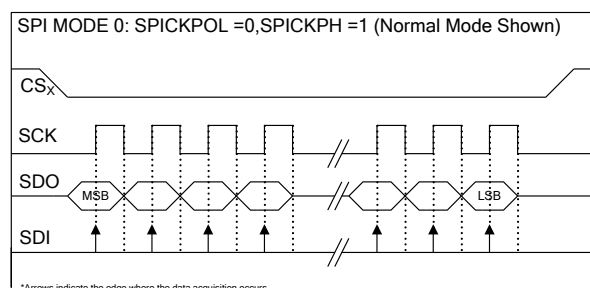 SPI MODE 0: SPICKPOL =0,SPICKPH =1 (Normal Mode Shown)
CSX
SCK
SDO
MSB
LSB
SDI
*Arrows indicate the edge where the data acquisition occurs